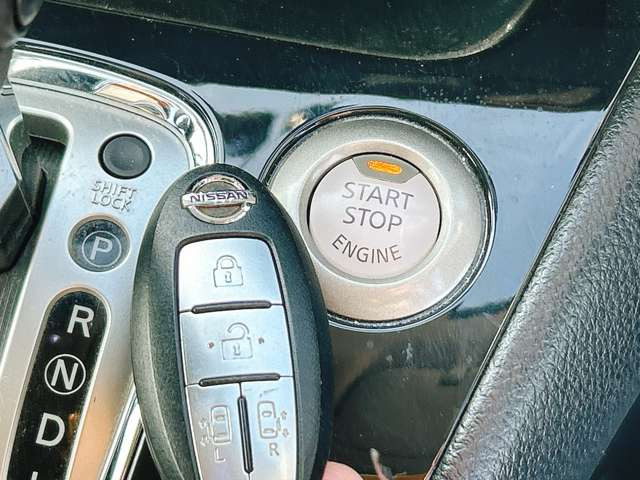 SHIFT
LOCK
P
R
N
D
NISSAN
L
R
START
STOP
ENGINE